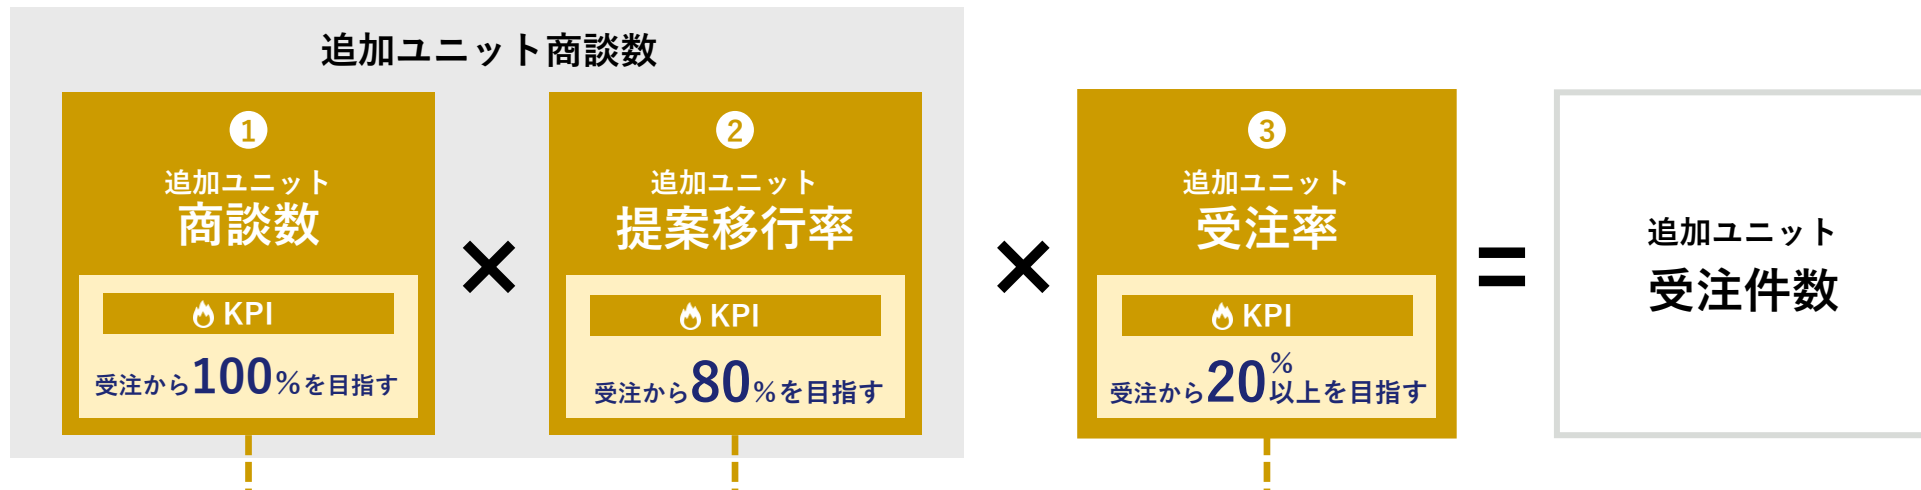 追加ユニット商談数
1
追加ユニット
商談数
KPI
受注から100%を目指す
×
2
追加ユニット
提案移行率
KPI
受注から80%を目指す
×
3
追加ユニット
受注率
KPI
受注から20%以上を目指す
=
追加ユニット
受注件数